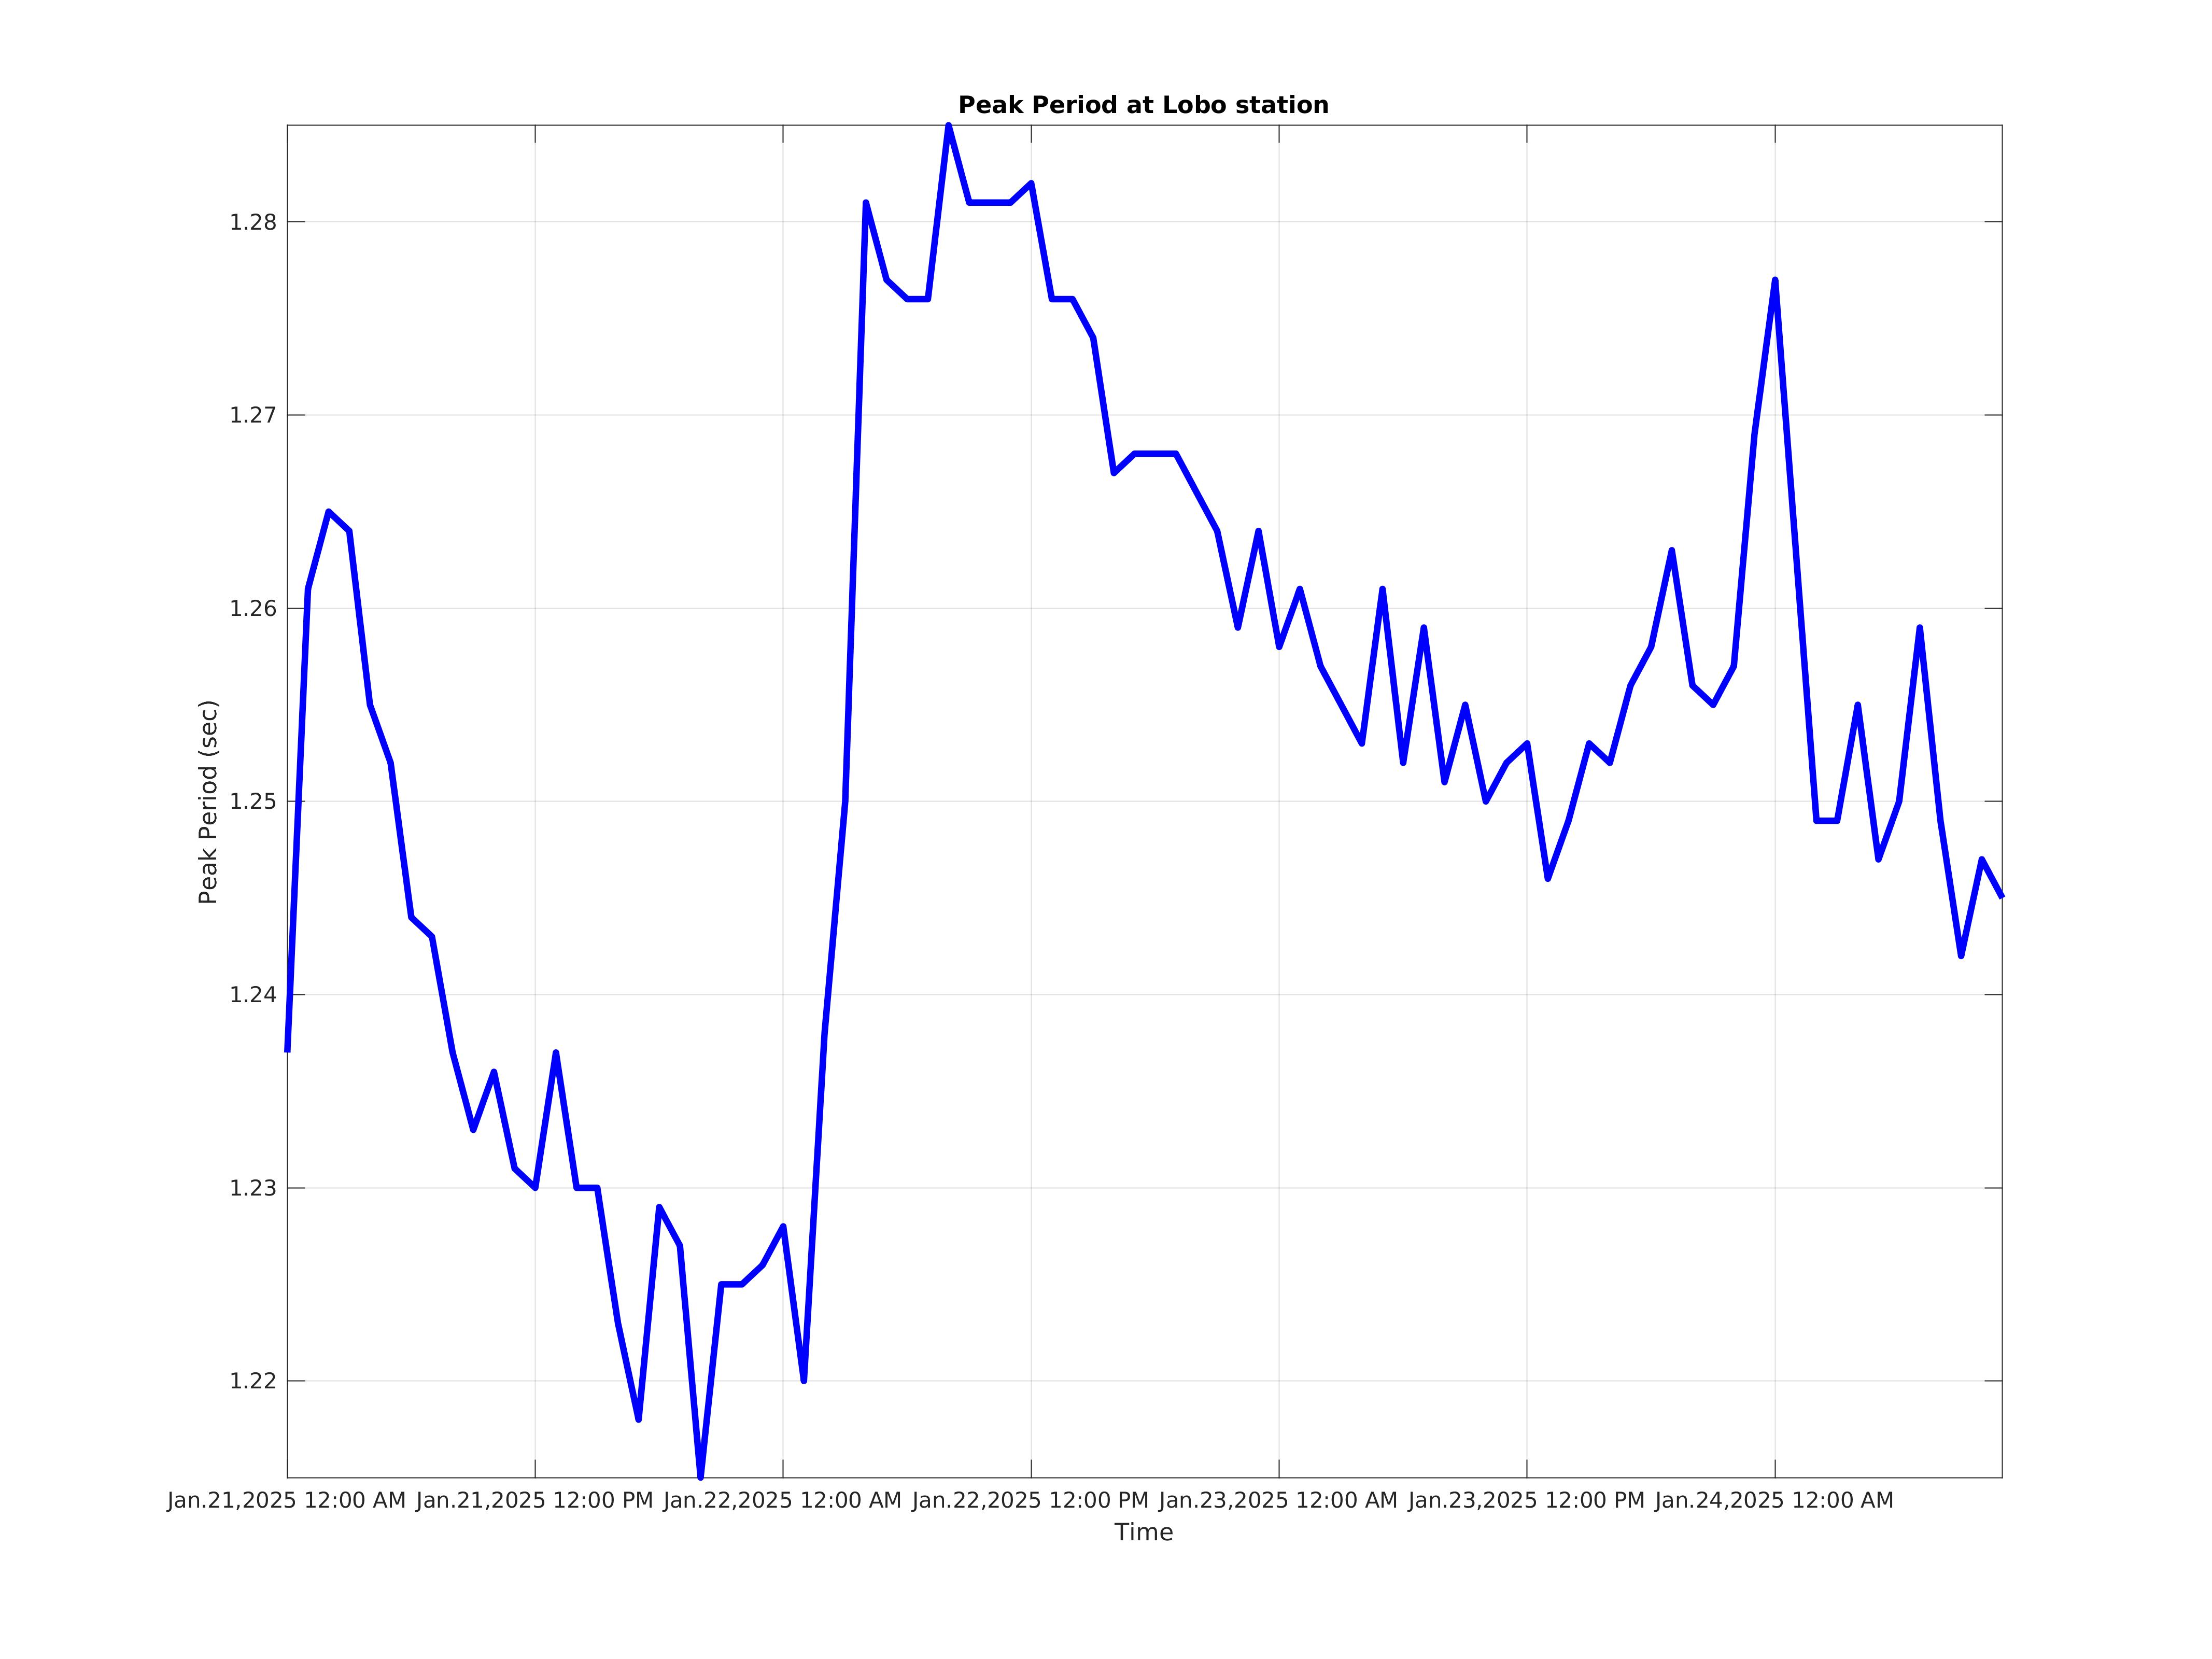 Peak Period at Lobo station
1.28
1.27
1.26
1.25
1.24
1.23
1.22
Peak Period (sec)
Jan.21,2025 12:00 AM Jan.21,2025 12:00 PM Jan.22,2025 12:00 AM Jan.22,2025 12:00 PM Jan.23,2025 12:00 AM Jan.23,2025 12:00 PM Jan.24,2025 12:00 AM
Time